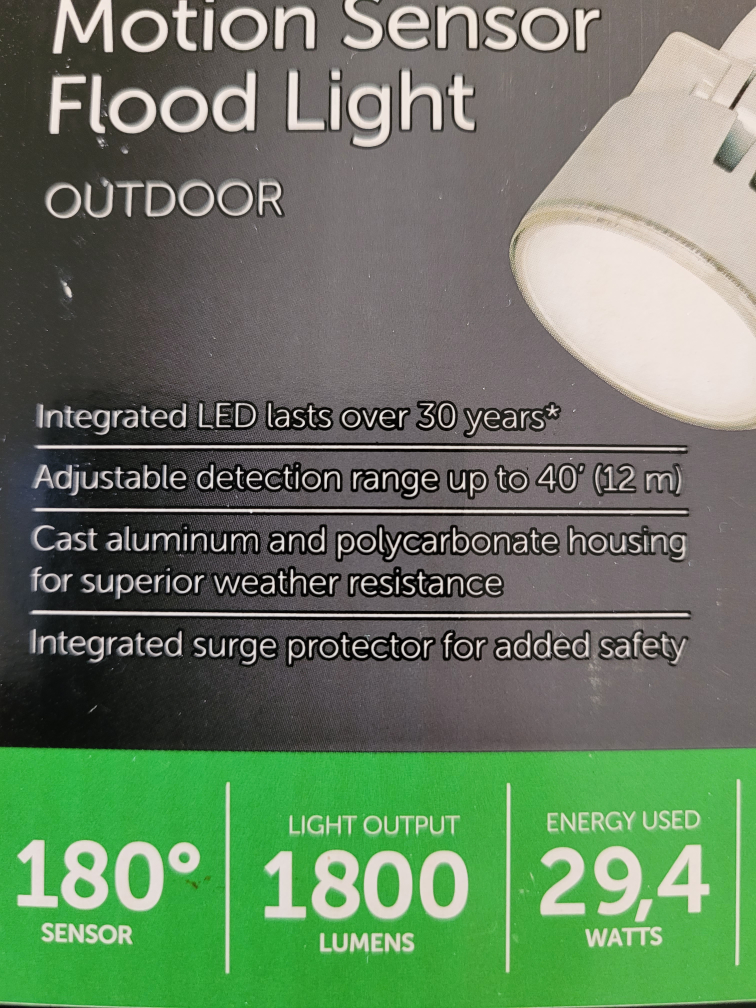 Motion Sensor
Flood Light
OUTDOOR
Integrated LED lasts over 30 years*
Adjustable detection range up to 40' (12 m)
Cast aluminum and polycarbonate housing
for superior weather resistance
Integrated surge protector for added safety
180°
SENSOR
LIGHT OUTPUT
1800
LUMENS
ENERGY USED
29,4
WATTS